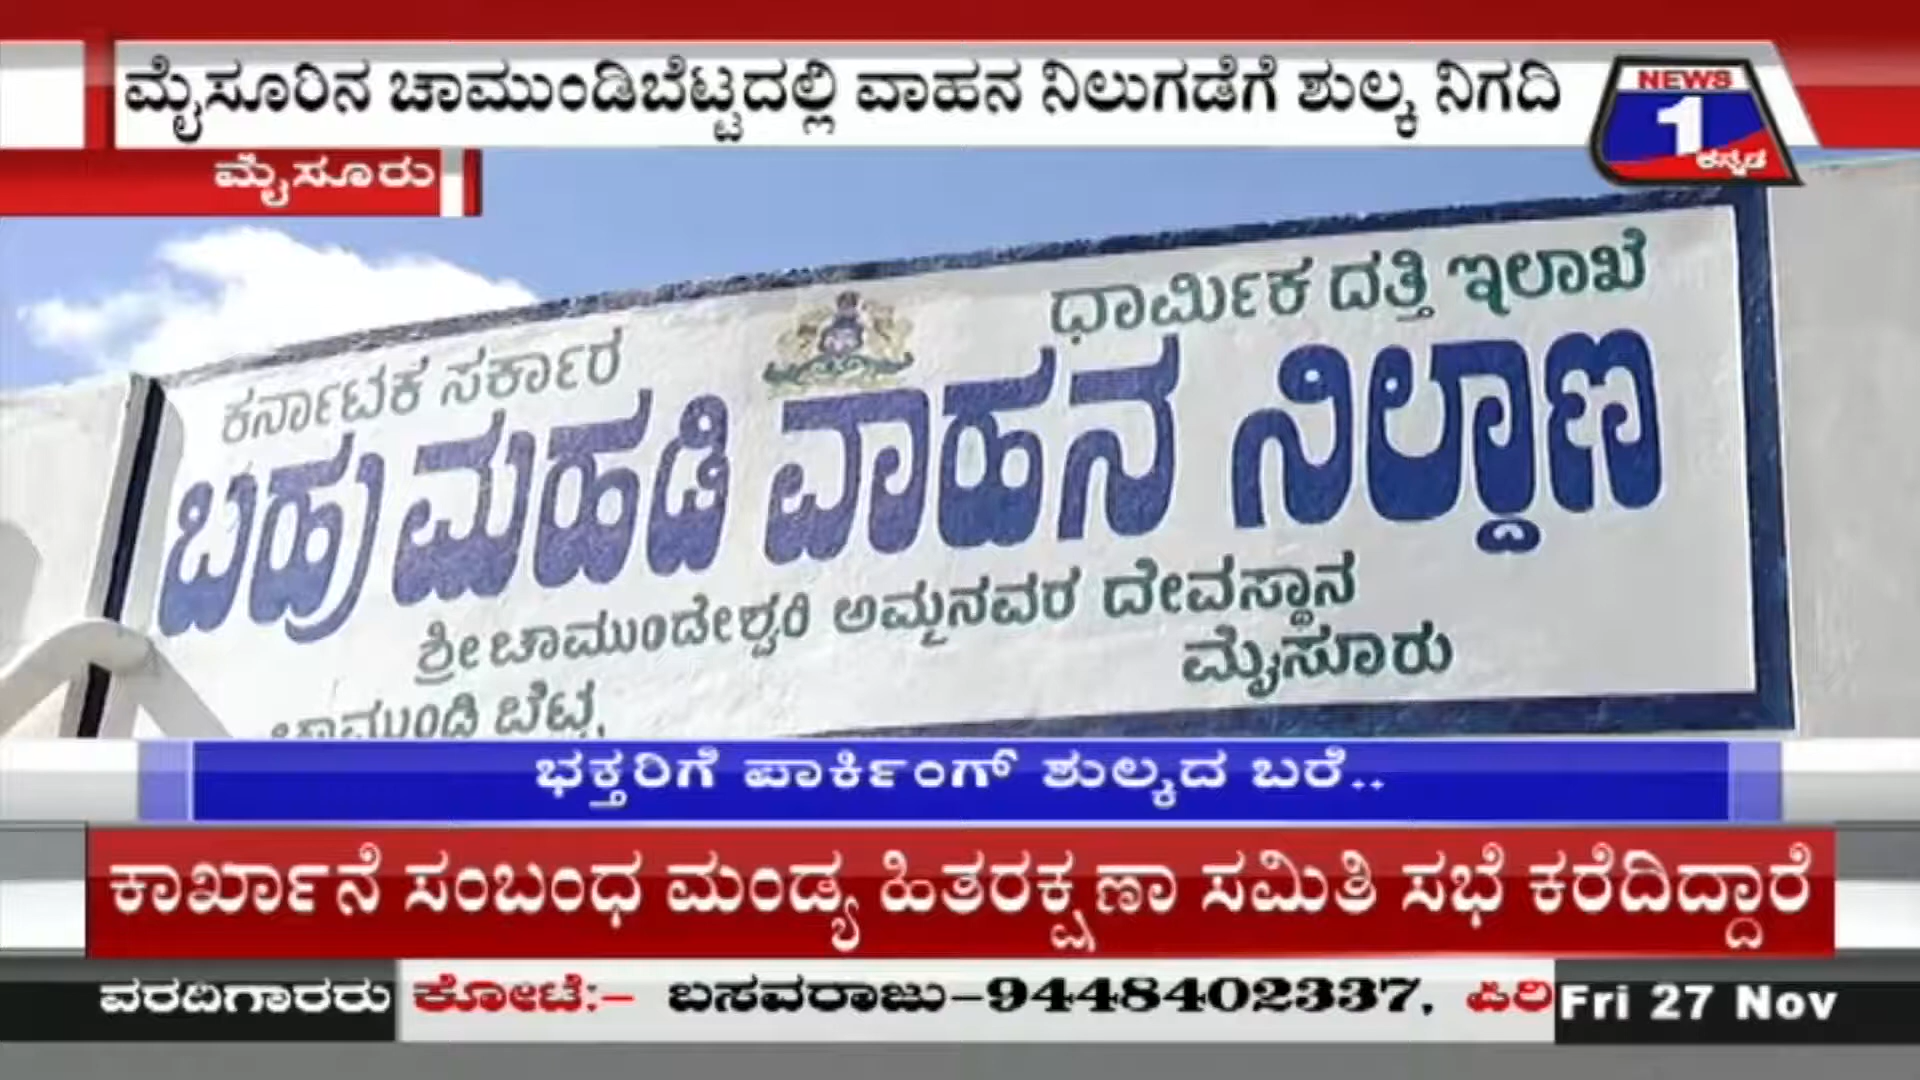 ಮೈಸೂರಿನ ಚಾಮುಂಡಿಬೆಟ್ಟದಲ್ಲಿ ವಾಹನ ನಿಲುಗಡೆಗೆ ಶುಲ್ಕ ನಿಗದಿ
NEWS
1
ಕನ್ನಡ
ಮೈಸೂರು
ಕರ್ನಾಟಕ ಸರ್ಕಾರ
ಧಾರ್ಮಿಕ ದತ್ತಿ ಇಲಾಖೆ
ಬಹು ಮಹಡಿ ವಾಹನ ನಿಲ್ದಾಣ
ಶ್ರೀ ಚಾಮುಂಡೇಶ್ವರಿ ಅಮ್ಮನವರ ದೇವಸ್ಥಾನ
ಚಾಮುಂಡಿ ಬೆಟ್ಟ,
ಮೈಸೂರು
ಭಕ್ತರಿಗೆ ಪಾರ್ಕಿಂಗ್ ಶುಲ್ಕದ ಬರೆ..
ಕಾರ್ಖಾನೆ ಸಂಬಂಧ ಮಂಡ್ಯ ಹಿತರಕ್ಷಣಾ ಸಮಿತಿ ಸಭೆ ಕರೆದಿದ್ದಾರೆ
ವರದಿಗಾರರು ಕೋಟೆ:- ಬಸವರಾಜು-9448402337, ಪಿರಿ Fri 27 Nov